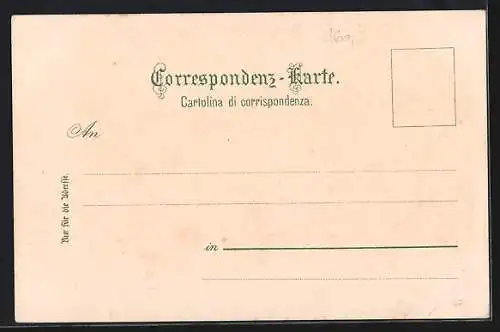 Correspondenz-Karte.
Cartolina di corrispondenza.
An
Nur für die Adresse.
in